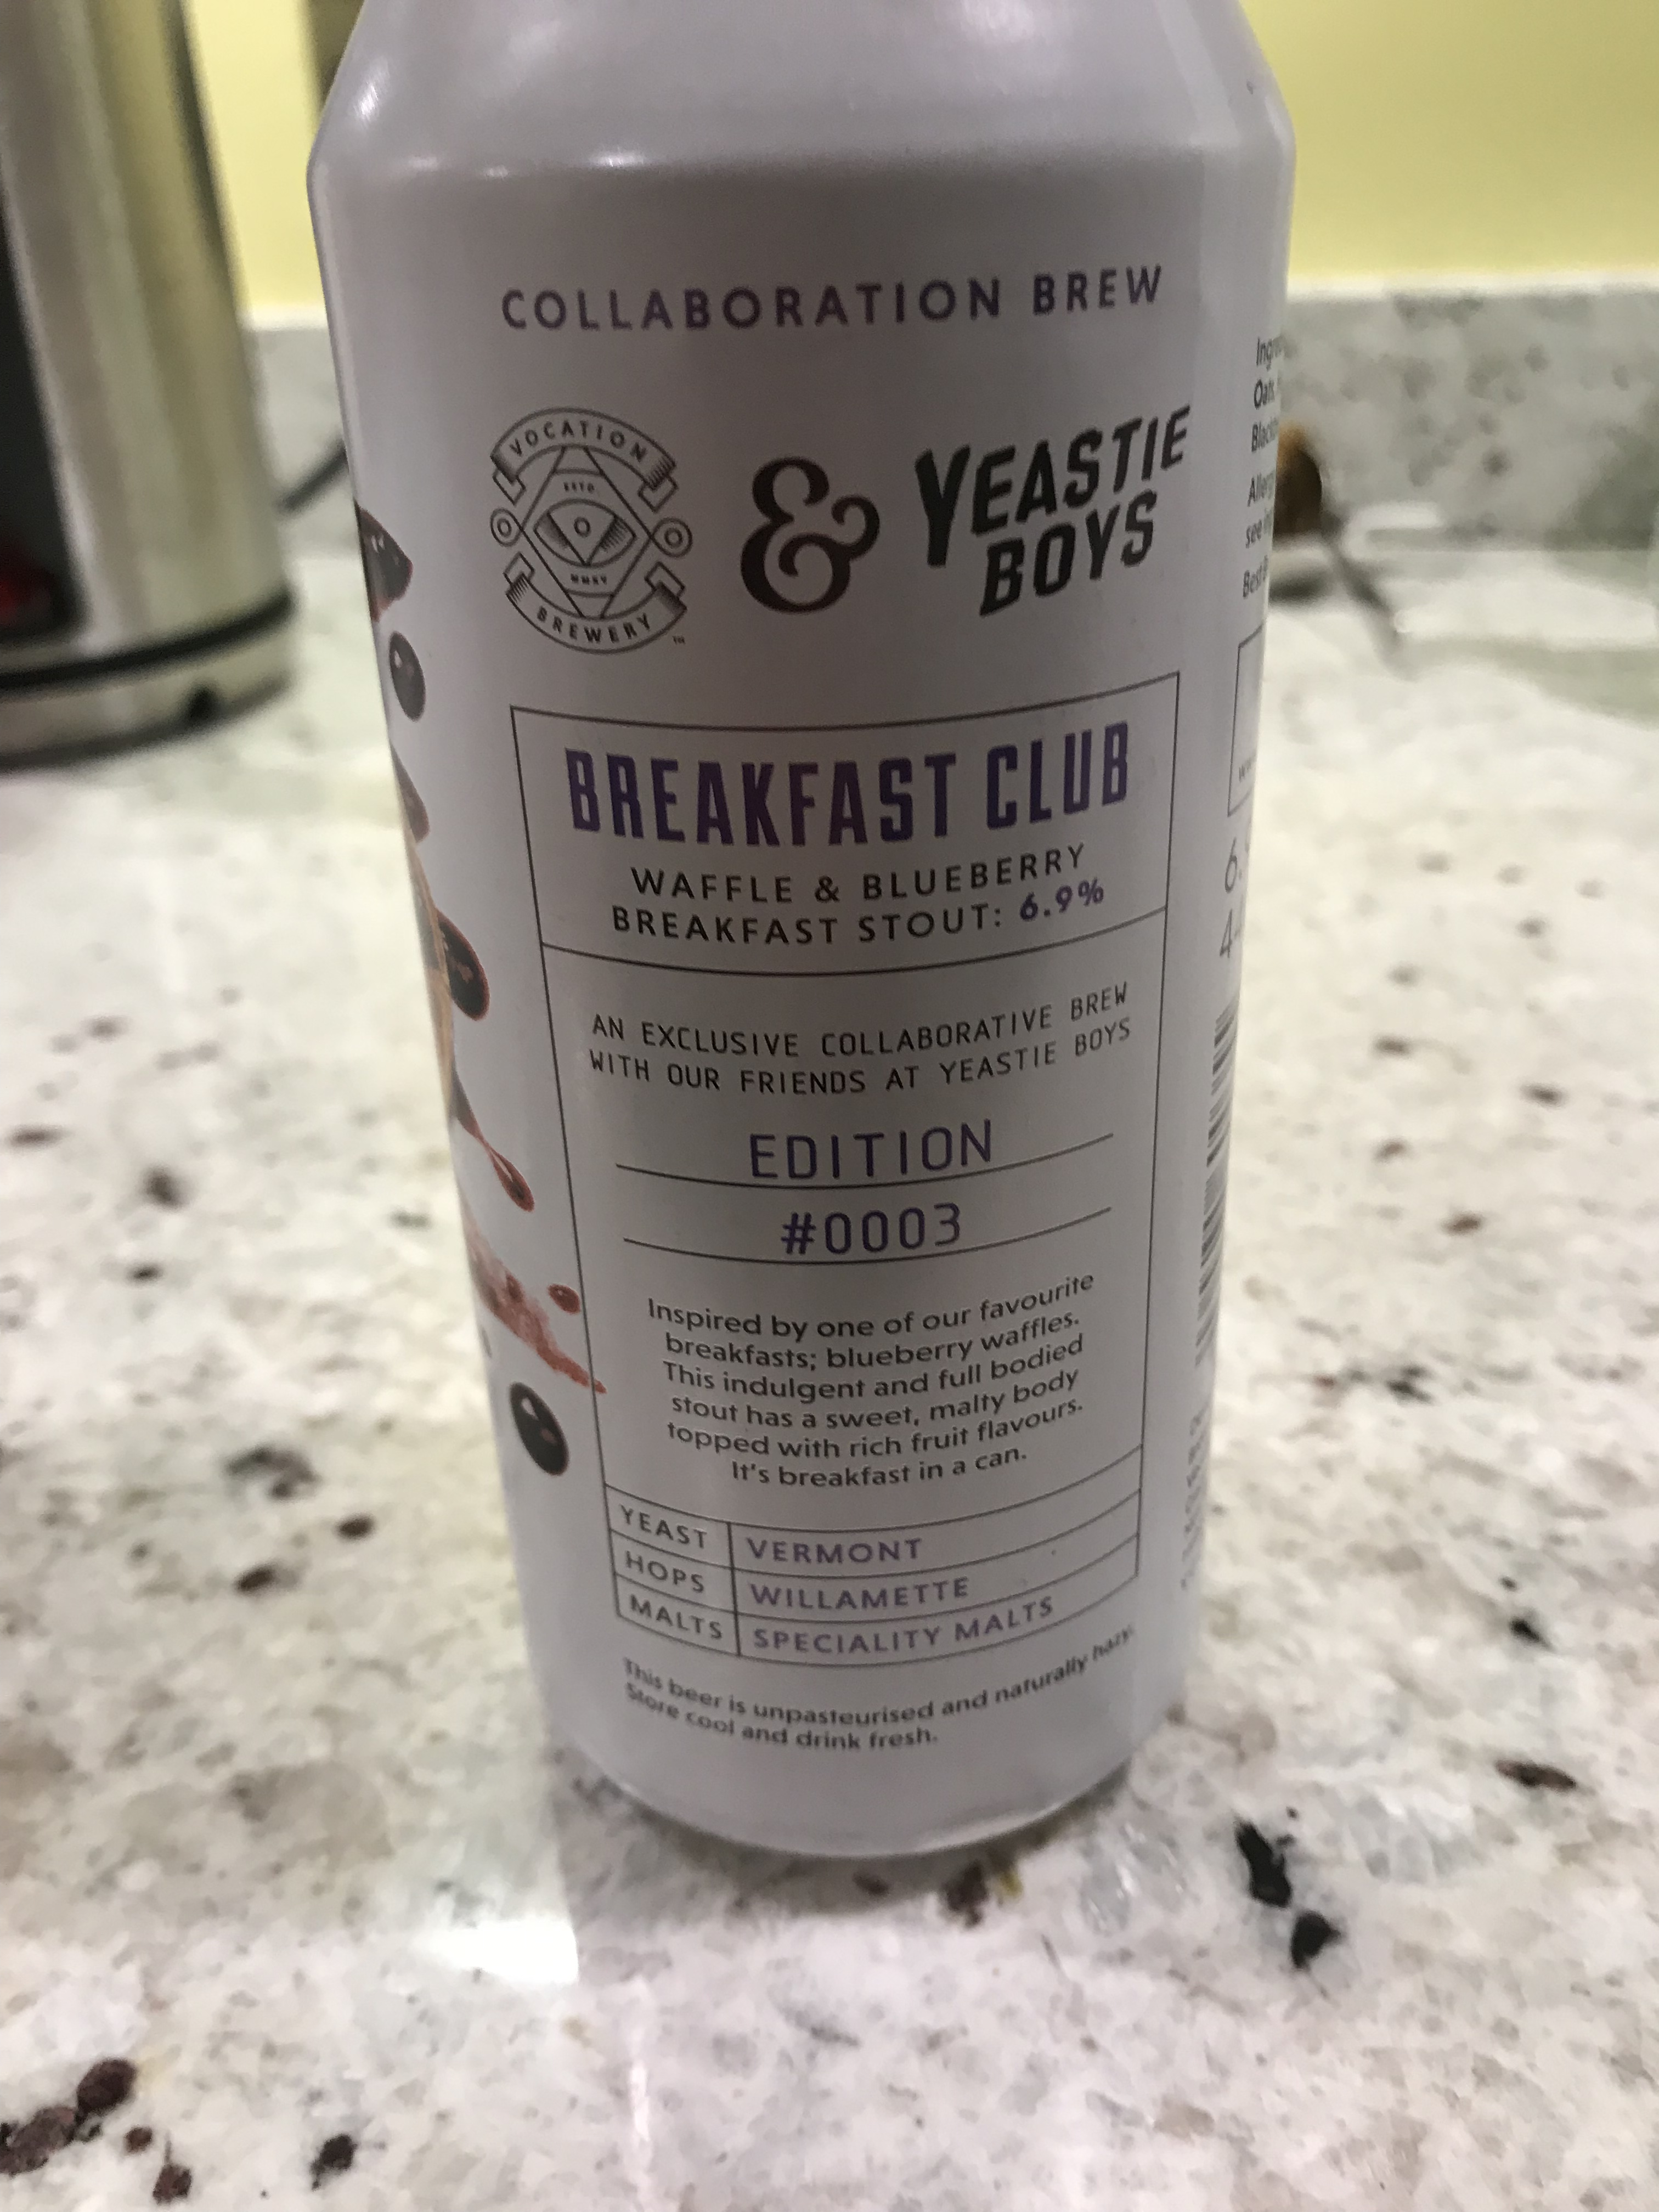 COLLABORATION BREW
VOCATION
ESTD
MMXV
BREWERY
™
&
YEASTIE
BOYS
BREAKFAST CLUB
WAFFLE & BLUEBERRY
BREAKFAST STOUT: 6.9%
AN EXCLUSIVE COLLABORATIVE BREW
WITH OUR FRIENDS AT YEASTIE BOYS
EDITION
#0003
Inspired by one of our favourite
breakfasts; blueberry waffles.
This indulgent and full bodied
stout has a sweet, malty body
topped with rich fruit flavours.
It's breakfast in a can.
YEAST VERMONT
HOPS WILLAMETTE
MALTS SPECIALITY MALTS
This beer is unpasteurised and naturally hazy.
Store cool and drink fresh.